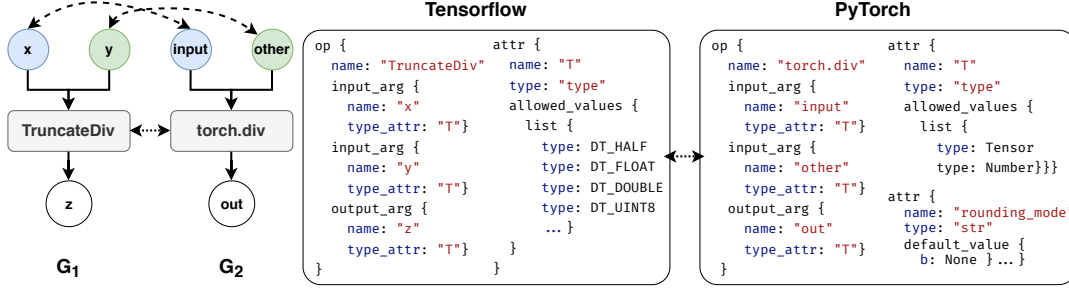 x
y
input
other
TruncateDiv
torch.div
z
out
G1
G2
Tensorflow
op {
name: "TruncateDiv"
input_arg {
name: "x"
type_attr: "T"}
input_arg {
name: "y"
type_attr: "T"}
output_arg {
name: "z"
type_attr: "T"}
}
attr {
name: "T"
type: "type"
allowed_values {
list {
type: DT_HALF
type: DT_FLOAT
type: DT_DOUBLE
type: DT_UINT8
... }
}
}
PyTorch
op {
name: "torch.div"
input_arg {
name: "input"
type_attr: "T"}
input_arg {
name: "other"
type_attr: "T"}
output_arg {
name: "out"
type_attr: "T"}
}
attr {
name: "T"
type: "type"
allowed_values {
list {
type: Tensor
type: Number}}}
attr {
name: "rounding_mode"
type: "str"
default_value {
b: None } ... }